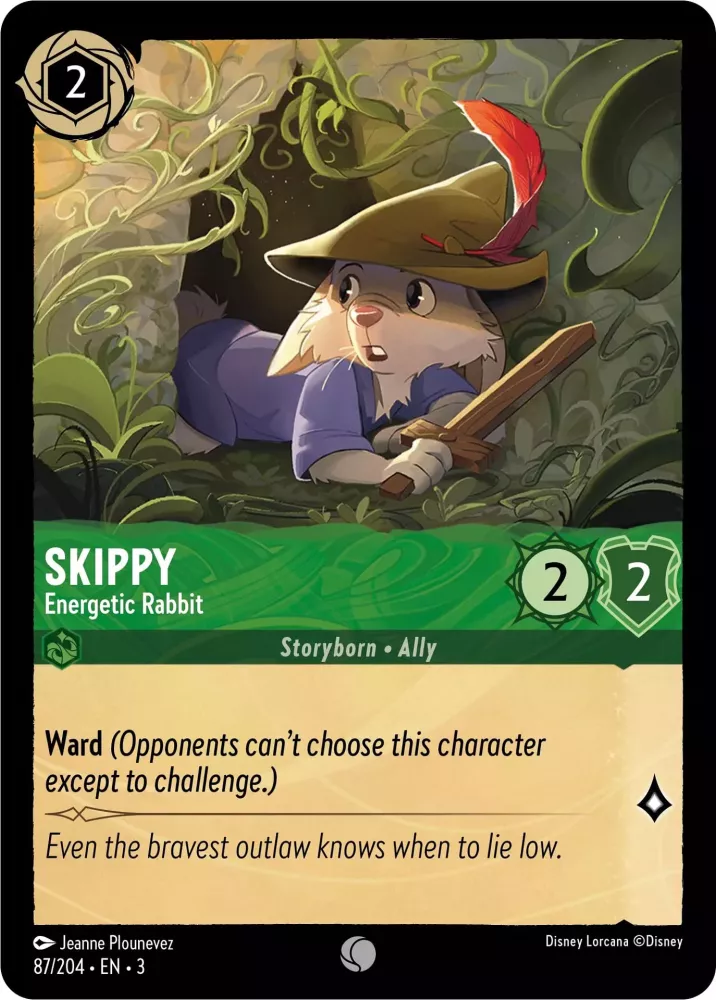 2
SKIPPY
Energetic Rabbit
2
2
Storyborn • Ally
Ward (Opponents can't choose this character
except to challenge.)
Even the bravest outlaw knows when to lie low.
Jeanne Plounevez
Disney Lorcana ©Disney
87/204 • EN • 3